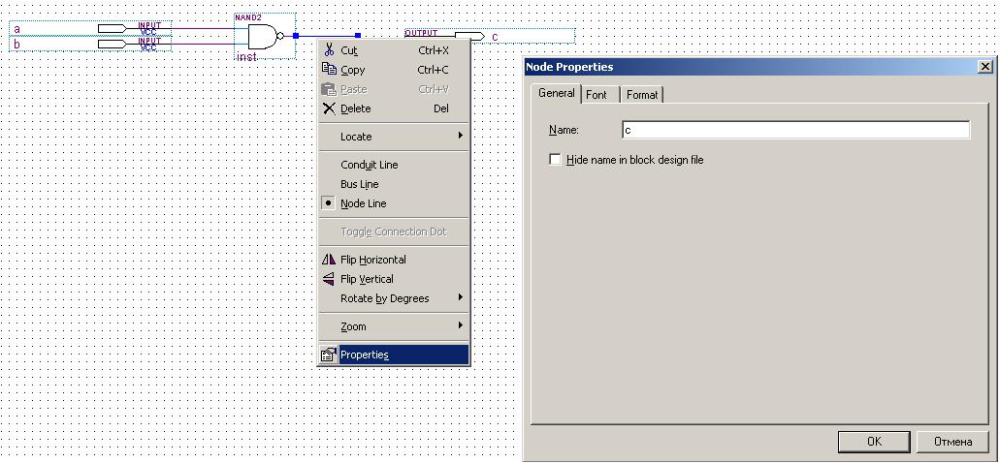 a
INPUT
VCC
b
INPUT
VCC
NAND2
inst
OUTPUT
c
Cut Ctrl+X
Copy Ctrl+C
Paste Ctrl+V
Delete Del
Locate
Conduit Line
Bus Line
Node Line
Toggle Connection Dot
Flip Horizontal
Flip Vertical
Rotate by Degrees
Zoom
Properties
Node Properties
General Font Format
Name: c
Hide name in block design file
OK Отмена